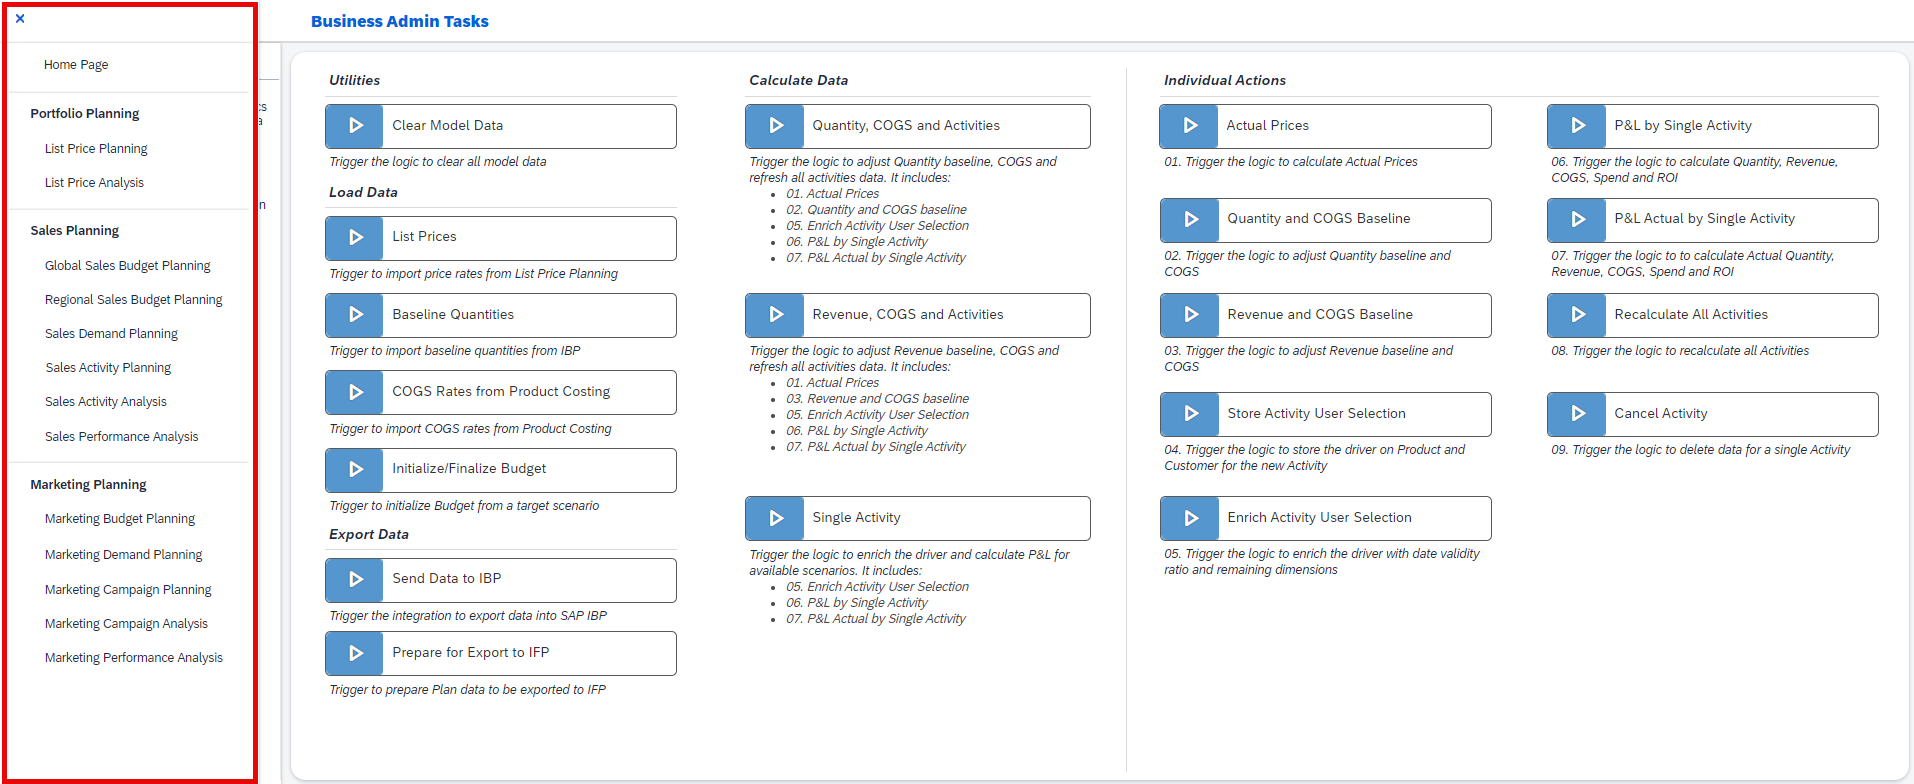 Home Page
Portfolio Planning
List Price Planning
List Price Analysis
Sales Planning
Global Sales Budget Planning
Regional Sales Budget Planning
Sales Demand Planning
Sales Activity Planning
Sales Activity Analysis
Sales Performance Analysis
Marketing Planning
Marketing Budget Planning
Marketing Demand Planning
Marketing Campaign Planning
Marketing Campaign Analysis
Marketing Performance Analysis
Business Admin Tasks
Utilities
Clear Model Data
Trigger the logic to clear all model data
Load Data
List Prices
Trigger to import price rates from List Price Planning
Baseline Quantities
Trigger to import baseline quantities from IBP
COGS Rates from Product Costing
Trigger to import COGS rates from Product Costing
Initialize/Finalize Budget
Trigger to initialize Budget from a target scenario
Export Data
Send Data to IBP
Trigger the integration to export data into SAP IBP
Prepare for Export to IFP
Trigger to prepare Plan data to be exported to IFP
Calculate Data
Quantity, COGS and Activities
Trigger the logic to adjust Quantity baseline, COGS and
refresh all activities data. It includes:
• 01. Actual Prices
• 02. Quantity and COGS baseline
• 05. Enrich Activity User Selection
• 06. P&L by Single Activity
• 07. P&L Actual by Single Activity
Revenue, COGS and Activities
Trigger the logic to adjust Revenue baseline, COGS and
refresh all activities data. It includes:
• 01. Actual Prices
• 03. Revenue and COGS baseline
• 05. Enrich Activity User Selection
• 06. P&L by Single Activity
• 07. P&L Actual by Single Activity
Single Activity
Trigger the logic to enrich the driver and calculate P&L for
available scenarios. It includes:
• 05. Enrich Activity User Selection
• 06. P&L by Single Activity
• 07. P&L Actual by Single Activity
Individual Actions
Actual Prices
01. Trigger the logic to calculate Actual Prices
Quantity and COGS Baseline
02. Trigger the logic to adjust Quantity baseline and
COGS
Revenue and COGS Baseline
03. Trigger the logic to adjust Revenue baseline and
COGS
Store Activity User Selection
04. Trigger the logic to store the driver on Product and
Customer for the new Activity
Enrich Activity User Selection
05. Trigger the logic to enrich the driver with date validity
ratio and remaining dimensions
P&L by Single Activity
06. Trigger the logic to calculate Quantity, Revenue,
COGS, Spend and ROI
P&L Actual by Single Activity
07. Trigger the logic to to calculate Actual Quantity,
Revenue, COGS, Spend and ROI
Recalculate All Activities
08. Trigger the logic to recalculate all Activities
Cancel Activity
09. Trigger the logic to delete data for a single Activity